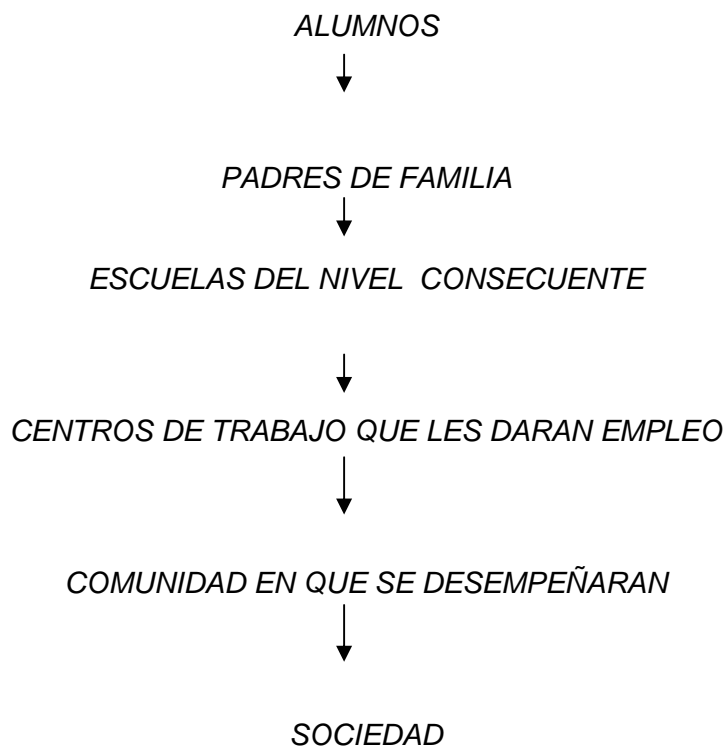 ALUMNOS
PADRES DE FAMILIA
ESCUELAS DEL NIVEL CONSECUENTE
CENTROS DE TRABAJO QUE LES DARAN EMPLEO
COMUNIDAD EN QUE SE DESEMPEÑARAN
SOCIEDAD